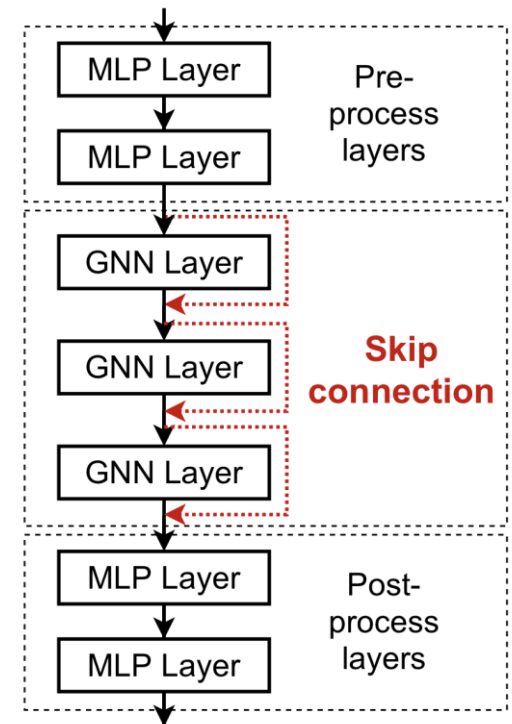 MLP Layer
MLP Layer
Pre-
process
layers
GNN Layer
GNN Layer
GNN Layer
Skip
connection
MLP Layer
MLP Layer
Post-
process
layers